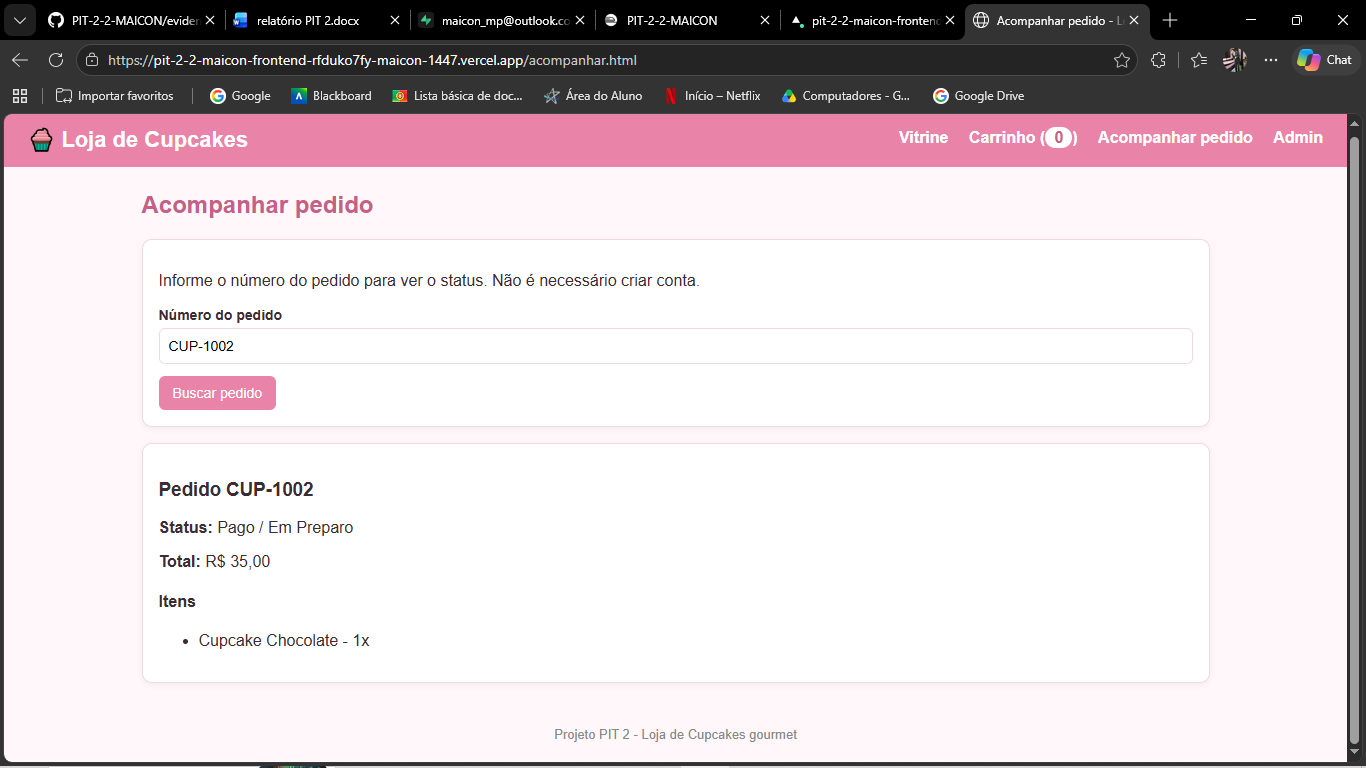 PIT-2-2-MAICON/eviden
relatório PIT 2.docx
maicon_mp@outlook.co
PIT-2-2-MAICON
pit-2-2-maicon-frontend
Acompanhar pedido - L
https://pit-2-2-maicon-frontend-rfduko7fy-maicon-1447.vercel.app/acompanhar.html
Chat
Importar favoritos
Google
Blackboard
Lista básica de doc...
Área do Aluno
Início – Netflix
Computadores - G...
Google Drive
Loja de Cupcakes
Vitrine
Carrinho (0)
Acompanhar pedido
Admin
Acompanhar pedido
Informe o número do pedido para ver o status. Não é necessário criar conta.
Número do pedido
CUP-1002
Buscar pedido
Pedido CUP-1002
Status: Pago / Em Preparo
Total: R$ 35,00
Itens
• Cupcake Chocolate - 1x
Projeto PIT 2 - Loja de Cupcakes gourmet